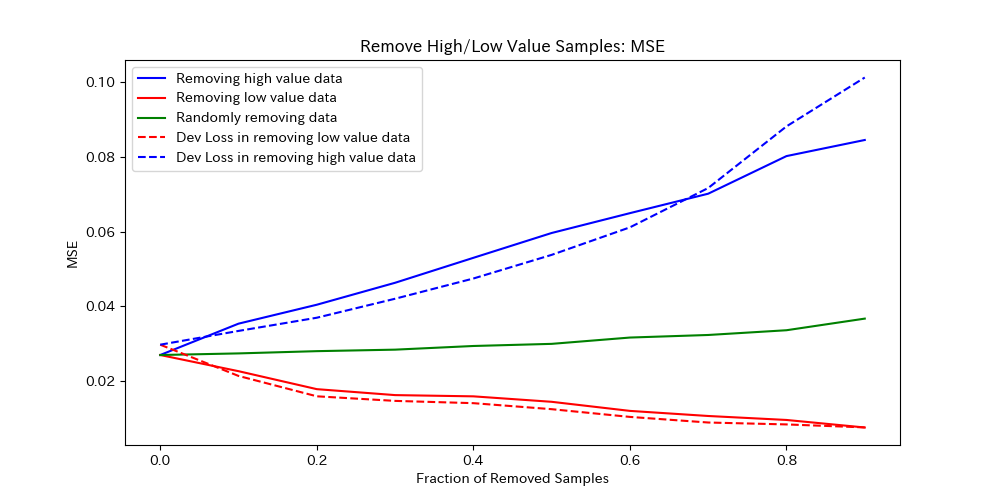 Remove High/Low Value Samples: MSE
Removing high value data
Removing low value data
Randomly removing data
Dev Loss in removing low value data
Dev Loss in removing high value data
0.10
0.08
0.06
0.04
0.02
MSE
0.0 0.2 0.4 0.6 0.8
Fraction of Removed Samples